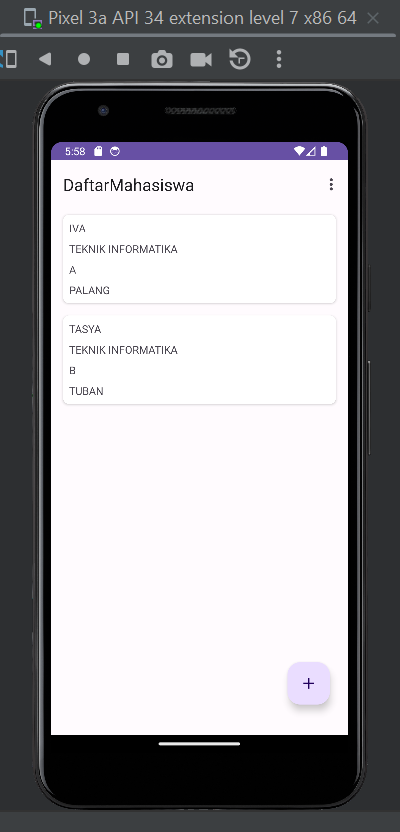 Pixel 3a API 34 extension level 7 x86 64
5:58
DaftarMahasiswa
IVA
TEKNIK INFORMATIKA
A
PALANG
TASYA
TEKNIK INFORMATIKA
B
TUBAN